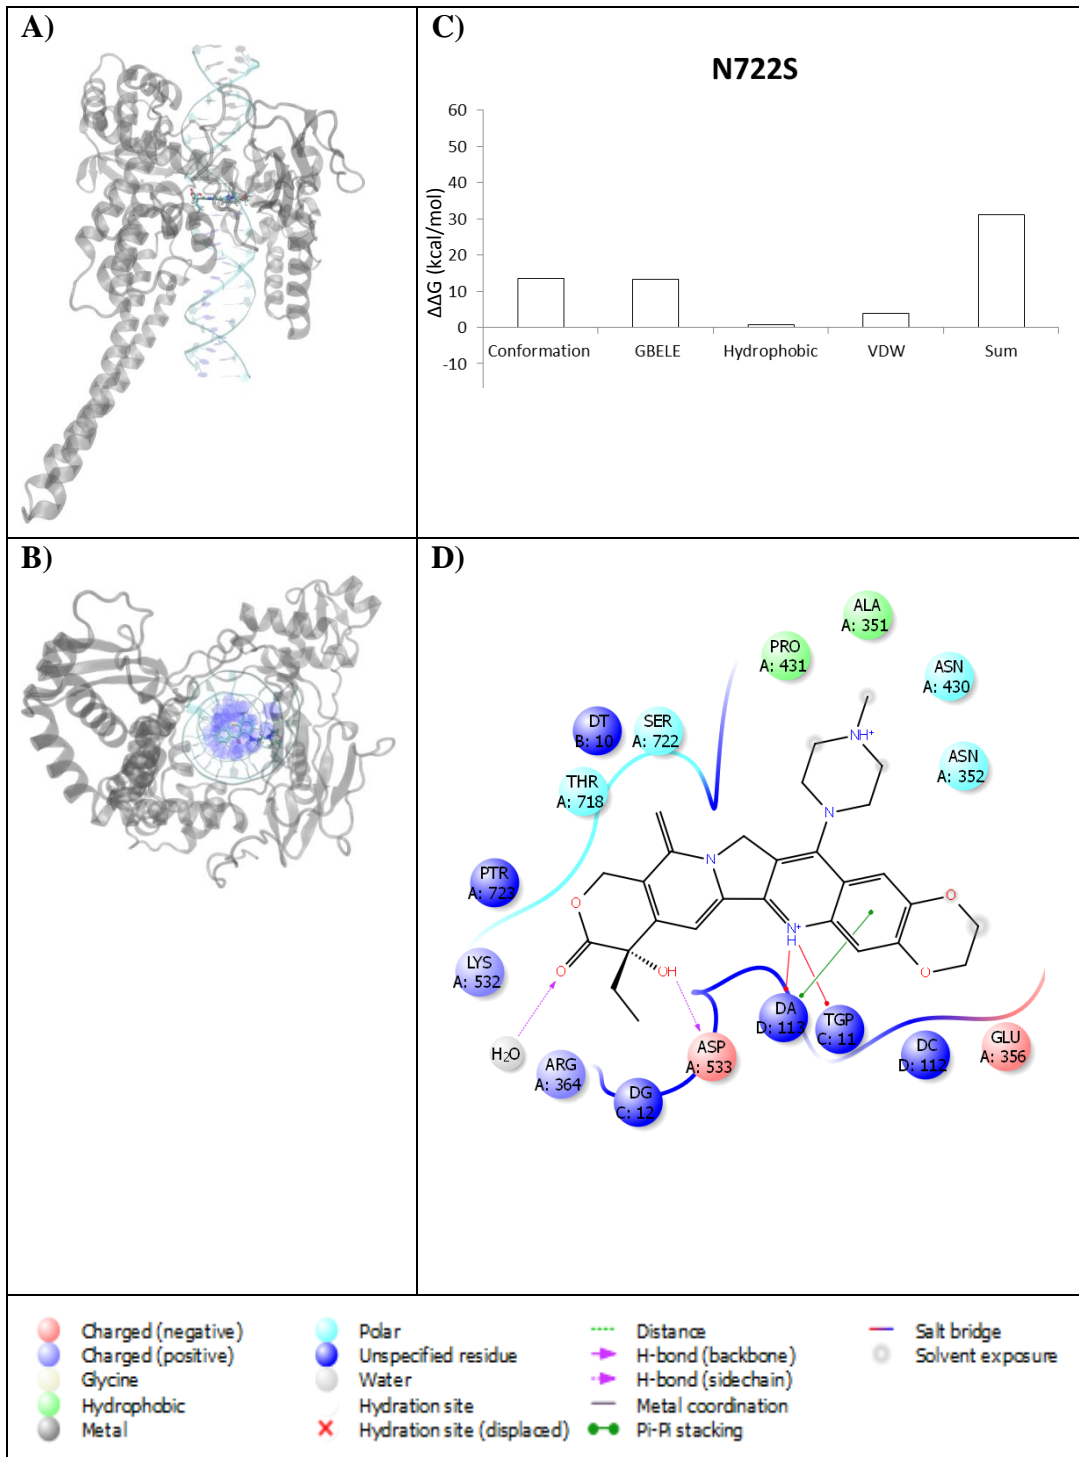 A)
C)
N722S
ΔΔG (kcal/mol)
60
50
40
30
20
10
0
-10
Conformation
GBELE
Hydrophobic
VDW
Sum
B)
D)
ALA
A: 351
PRO
A: 431
ASN
A: 430
DT
B: 10
SER
A: 722
NH+
ASN
A: 352
THR
A: 718
N
N
PTR
A: 723
O
O
N+
H
O
LYS
A: 532
O
OH
DA
D: 113
TGP
C: 11
H2O
ARG
A: 364
ASP
A: 533
DC
D: 112
GLU
A: 356
DG
C: 12
Charged (negative)
Charged (positive)
Glycine
Hydrophobic
Metal
Polar
Unspecified residue
Water
Hydration site
Hydration site (displaced)
Distance
H-bond (backbone)
H-bond (sidechain)
Metal coordination
Pi-Pi stacking
Salt bridge
Solvent exposure